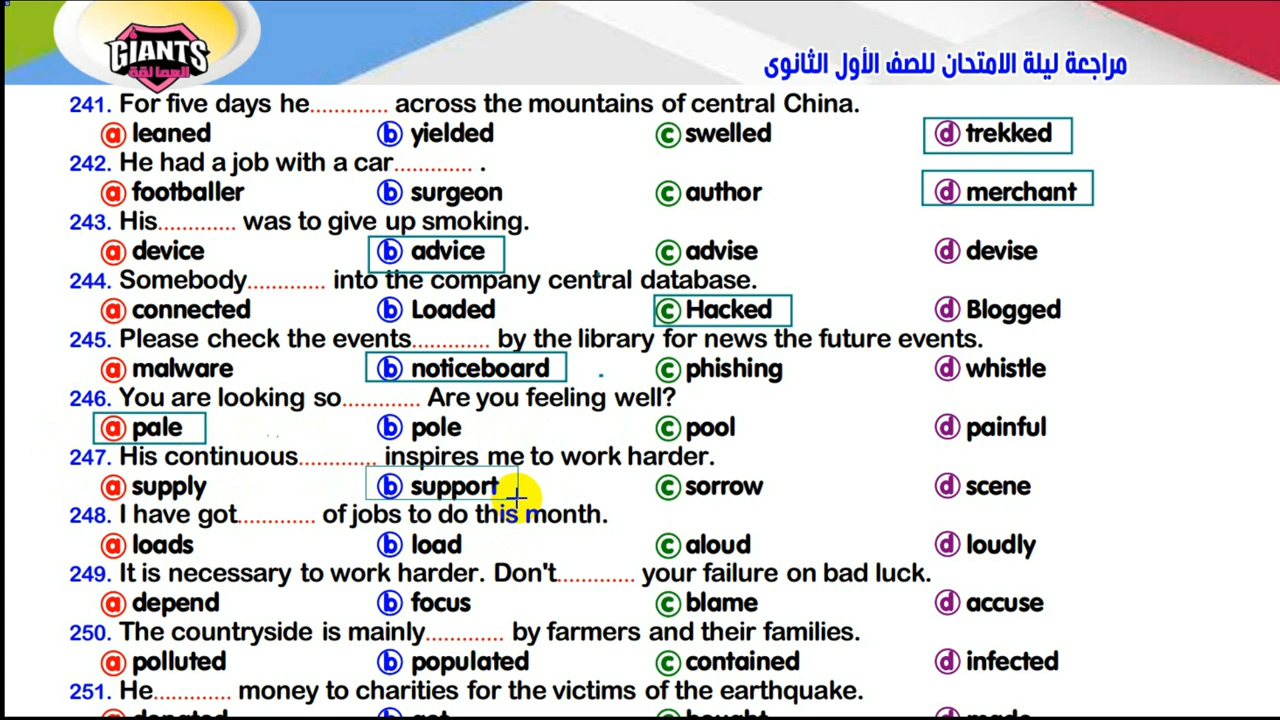 GIANTS
العمالقة
مراجعة ليلة الامتحان للصف الأول الثانوى
241. For five days he............ across the mountains of central China.
a leaned b yielded c swelled d trekked
242. He had a job with a car............ .
a footballer b surgeon c author d merchant
243. His............ was to give up smoking.
a device b advice c advise d devise
244. Somebody............ into the company central database.
a connected b Loaded c Hacked d Blogged
245. Please check the events............ by the library for news the future events.
a malware b noticeboard c phishing d whistle
246. You are looking so............ Are you feeling well?
a pale b pole c pool d painful
247. His continuous............ inspires me to work harder.
a supply b support c sorrow d scene
248. I have got............ of jobs to do this month.
a loads b load c aloud d loudly
249. It is necessary to work harder. Don't............ your failure on bad luck.
a depend b focus c blame d accuse
250. The countryside is mainly............ by farmers and their families.
a polluted b populated c contained d infected
251. He............ money to charities for the victims of the earthquake.